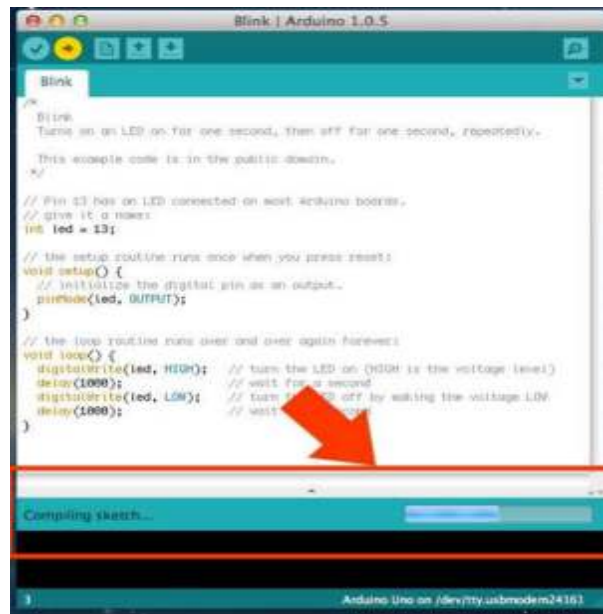 Blink | Arduino 1.0.5
Blink
/*
Blink
Turns on an LED on for one second, then off for one second, repeatedly.
This example code is in the public domain.
*/
// Pin 13 has an LED connected on most Arduino boards.
// give it a name:
int led = 13;
// the setup routine runs once when you press reset:
void setup() {
// initialize the digital pin as an output.
pinMode(led, OUTPUT);
}
// the loop routine runs over and over again forever:
void loop() {
digitalWrite(led, HIGH); // turn the LED on (HIGH is the voltage level)
delay(1000); // wait for a second
digitalWrite(led, LOW); // turn the LED off by making the voltage LOW
delay(1000); // wait
}
Compiling sketch...
3
Arduino Uno on /dev/tty.usbmodem24161